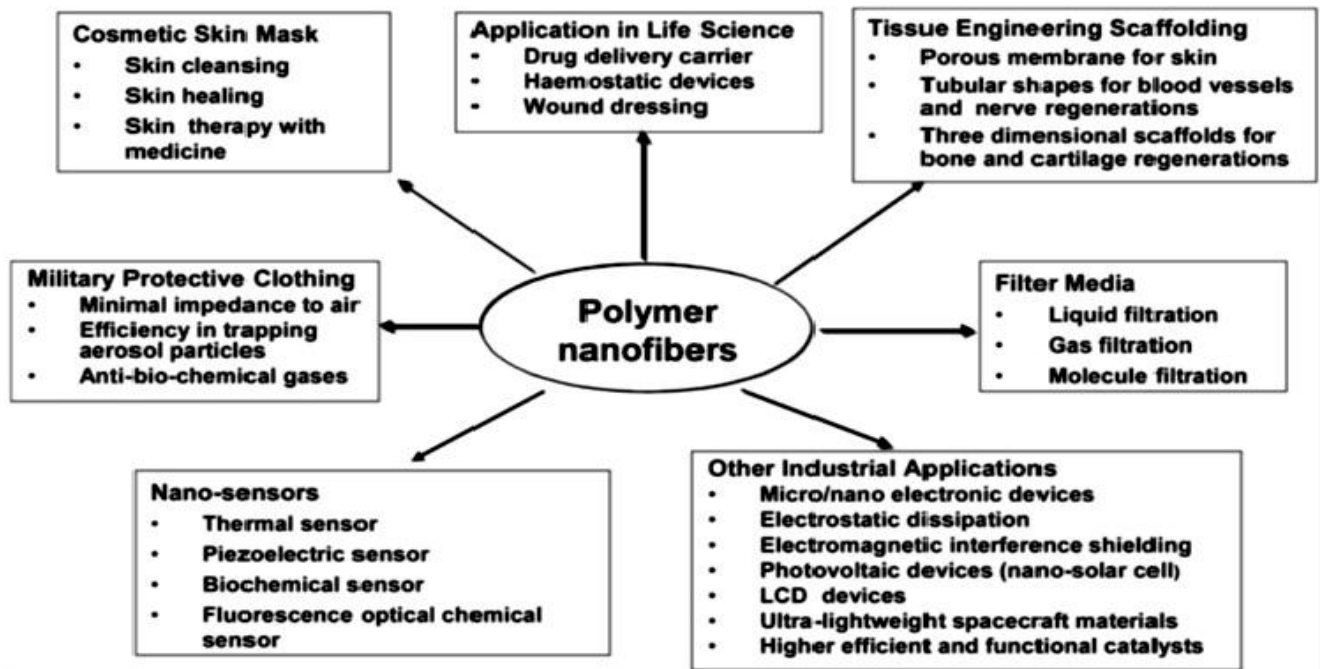 Cosmetic Skin Mask
• Skin cleansing
• Skin healing
• Skin therapy with
medicine
Application in Life Science
• Drug delivery carrier
• Haemostatic devices
• Wound dressing
Tissue Engineering Scaffolding
• Porous membrane for skin
• Tubular shapes for blood vessels
and nerve regenerations
• Three dimensional scaffolds for
bone and cartilage regenerations
Military Protective Clothing
• Minimal impedance to air
• Efficiency in trapping
aerosol particles
• Anti-bio-chemical gases
Polymer
nanofibers
Filter Media
• Liquid filtration
• Gas filtration
• Molecule filtration
Nano-sensors
• Thermal sensor
• Piezoelectric sensor
• Biochemical sensor
• Fluorescence optical chemical
sensor
Other Industrial Applications
• Micro/nano electronic devices
• Electrostatic dissipation
• Electromagnetic interference shielding
• Photovoltaic devices (nano-solar cell)
• LCD devices
• Ultra-lightweight spacecraft materials
• Higher efficient and functional catalysts